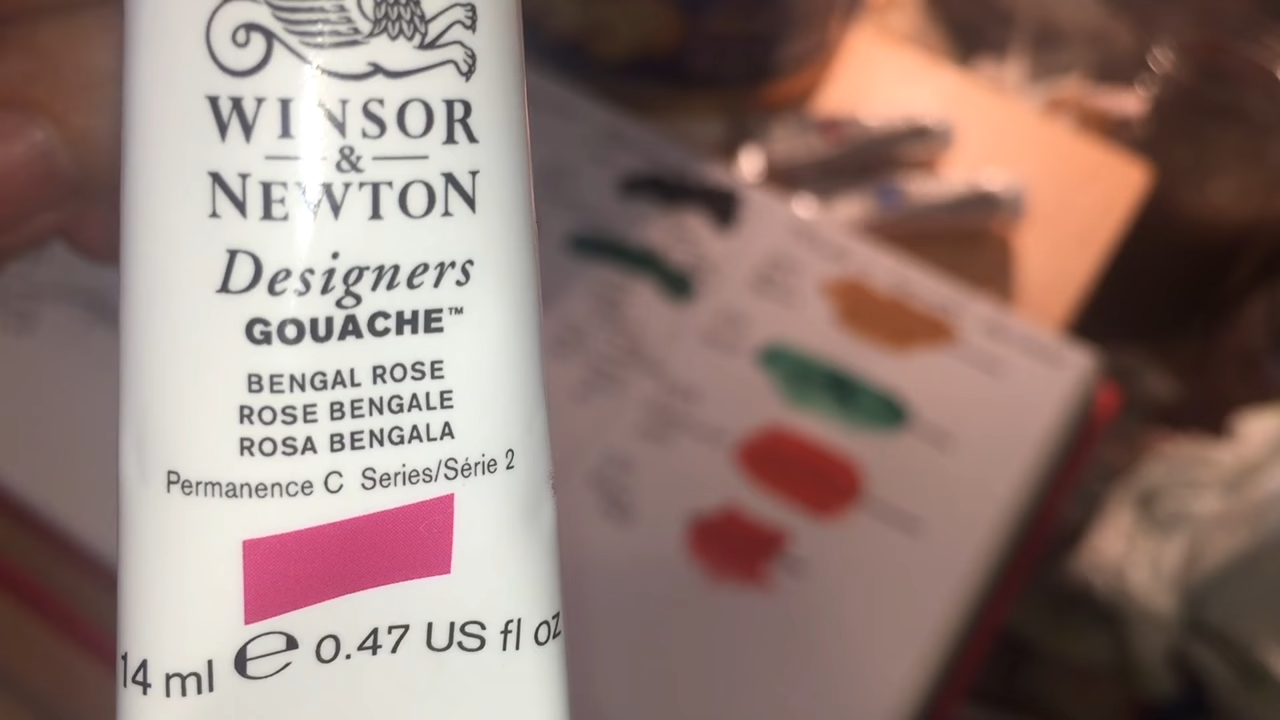 WINSOR
&
NEWTON
Designers
GOUACHE™
BENGAL ROSE
ROSE BENGALE
ROSA BENGALA
Permanence C Series/Série 2
14 ml e 0.47 US fl oz